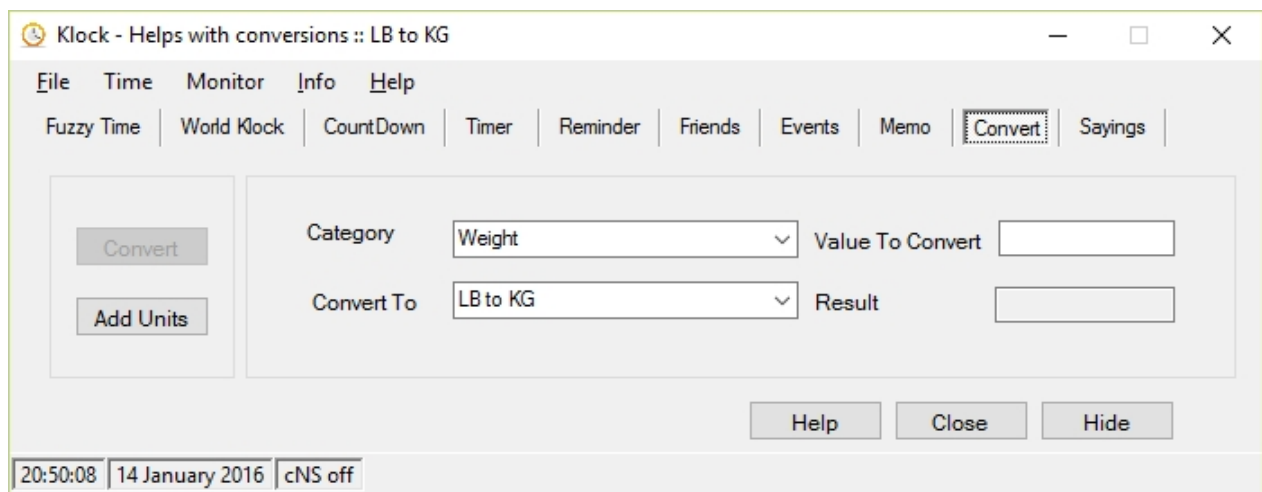 Klock - Helps with conversions :: LB to KG
File Time Monitor Info Help
Fuzzy Time World Klock CountDown Timer Reminder Friends Events Memo Convert Sayings
Convert
Category Weight Value To Convert
Add Units
Convert To LB to KG Result
Help Close Hide
20:50:08 14 January 2016 cNS off